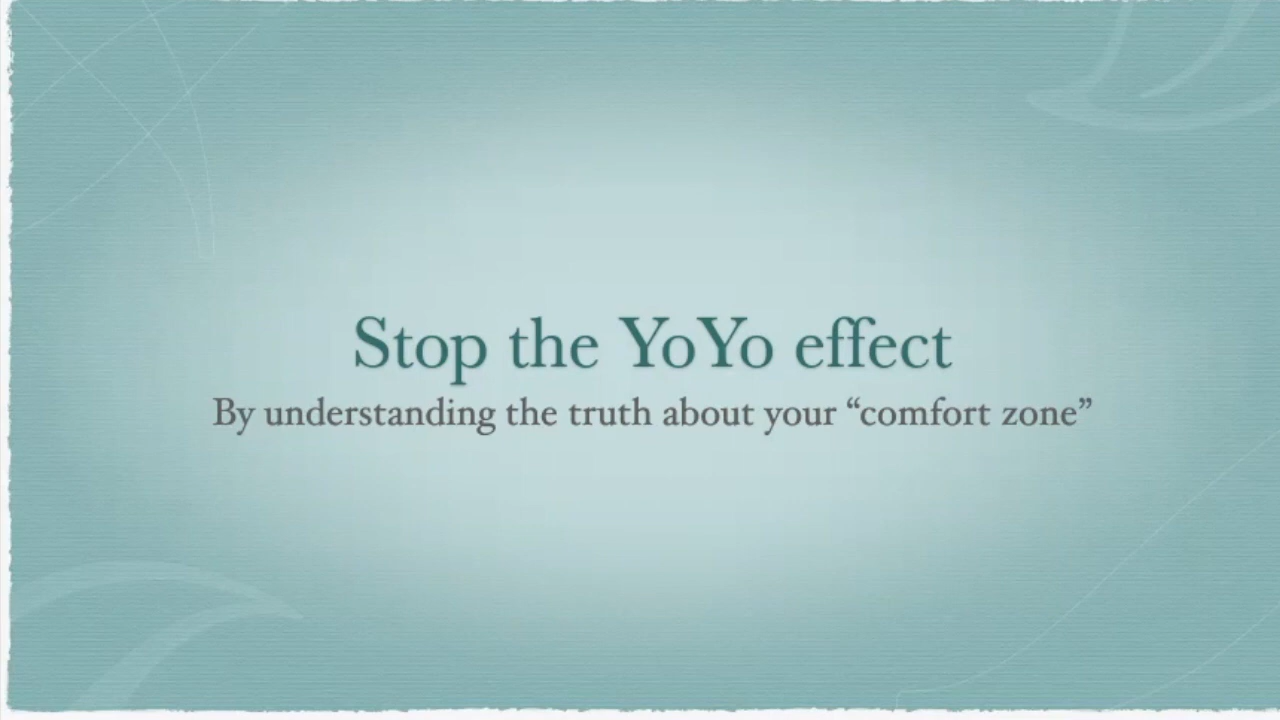 Stop the YoYo effect
By understanding the truth about your “comfort zone”